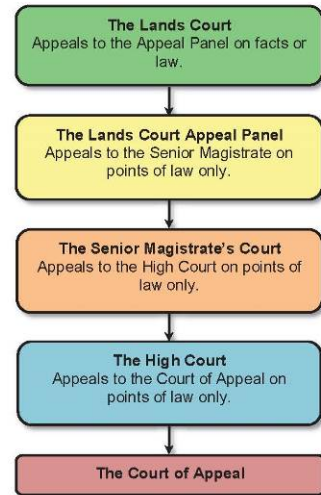 The Lands Court
Appeals to the Appeal Panel on facts or
law.
The Lands Court Appeal Panel
Appeals to the Senior Magistrate on
points of law only.
The Senior Magistrate's Court
Appeals to the High Court on points of
law only.
The High Court
Appeals to the Court of Appeal on
points of law only.
The Court of Appeal